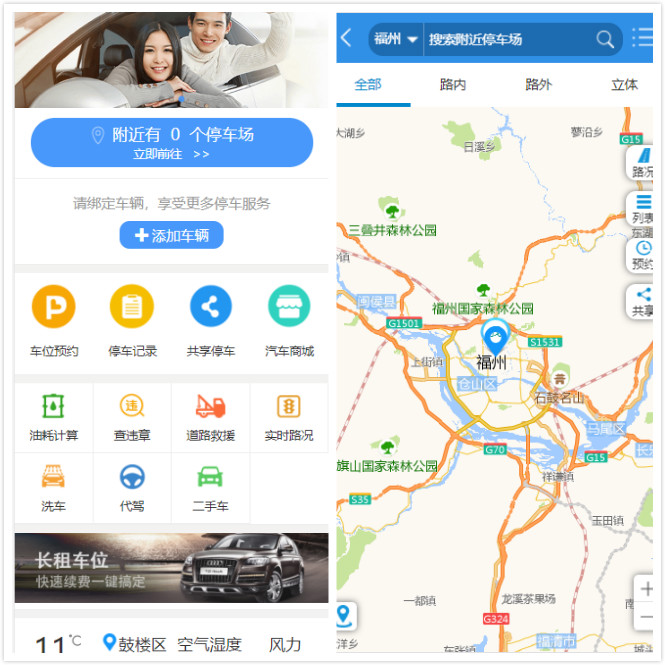 附近有 0 个停车场
立即前往 >>
请绑定车辆，享受更多停车服务
添加车辆
车位预约
停车记录
共享停车
汽车商城
油耗计算
违
查违章
道路救援
实时路况
洗车
代驾
二手车
长租车位
快速续费一键搞定
11℃
鼓楼区
空气湿度
风力
福州
搜索附近停车场
全部
路内
路外
立体
大湖乡
日溪乡
蓼沿乡
G15
路况
列表
东湖
预约
三叠井森林公园
共享
闽侯县
福州国家森林公园
G1501
S1531
上街镇
福州
仓山区
石鼓名山
马尾区
G70
长乐
G15
旗山国家森林公园
祥谦镇
S35
玉田镇
一都镇
龙溪茶果场
G324
福清市